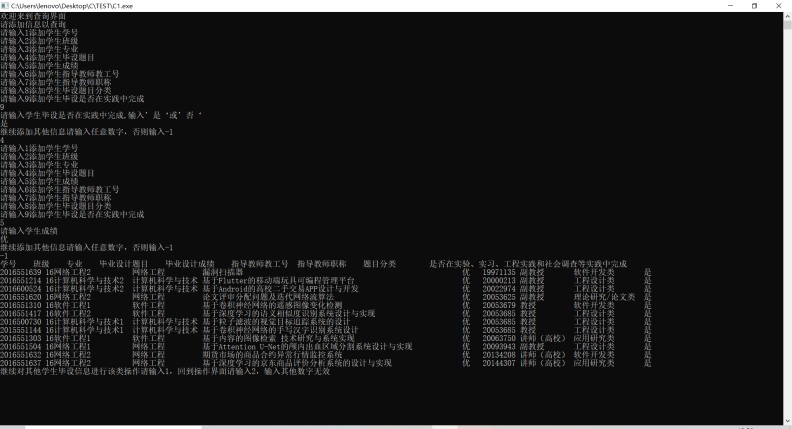 C:\Users\lenovo\Desktop\C\TEST\C1.exe
欢迎来到查询界面
请添加信息以查询
请输入1添加学生学号
请输入2添加学生班级
请输入3添加学生专业
请输入4添加学生毕设题目
请输入5添加学生成绩
请输入6添加学生指导教师教工号
请输入7添加学生指导教师职称
请输入8添加学生毕设题目分类
请输入9添加学生毕设是否在实践中完成
9
请输入学生毕设是否在实践中完成,输入’是‘或’否‘
是
继续添加其他信息请输入任意数字，否则输入-1
4
请输入1添加学生学号
请输入2添加学生班级
请输入3添加学生专业
请输入4添加学生毕设题目
请输入5添加学生成绩
请输入6添加学生指导教师教工号
请输入7添加学生指导教师职称
请输入8添加学生毕设题目分类
请输入9添加学生毕设是否在实践中完成
5
请输入学生成绩
优
继续添加其他信息请输入任意数字，否则输入-1
-1
学号 班级 专业 毕业设计题目 毕业设计成绩 指导教师教工号 指导教师职称 题目分类 是否在实验、实习、工程实践和社会调查等实践中完成
2016551639 16网络工程2 网络工程 漏洞扫描器 优 19971135 副教授 软件开发类 是
2016551214 16计算机科学与技术2 计算机科学与技术 基于Flutter的移动端玩具可编程管理平台 优 20000213 副教授 工程设计类 是
2016600524 16计算机科学与技术2 计算机科学与技术 基于Android的高校二手交易APP设计与开发 优 20022974 副教授 工程设计类 是
2016551620 16网络工程2 网络工程 论文评审分配问题及迭代网络流算法 优 20053625 副教授 理论研究/论文类 是
2016551310 16软件工程1 软件工程 基于卷积神经网络的遥感图像变化检测 优 20053679 教授 工程设计类 是
2016551417 16软件工程2 软件工程 基于深度学习的语义相似度识别系统设计与实现 优 20053685 教授 工程设计类 是
2016500730 16计算机科学与技术1 计算机科学与技术 基于粒子滤波的视觉目标追踪系统的设计 优 20053685 教授 工程设计类 是
2016551144 16计算机科学与技术1 计算机科学与技术 基于卷积神经网络的手写汉字识别系统设计 优 20053685 教授 工程设计类 是
2016551303 16软件工程1 软件工程 基于内容的图像检索 技术研究与系统实现 优 20063750 讲师（高校） 应用研究类 是
2016551504 16网络工程1 网络工程 基于Attention U-Net的颅内出血区域分割系统设计与实现 优 20093943 副教授 工程设计类 是
2016551632 16网络工程2 网络工程 期货市场的商品合约异常行情监控系统 优 20134208 讲师（高校） 软件开发类 是
2016551637 16网络工程2 网络工程 基于深度学习的京东商品评价分析系统的设计与实现 优 20144307 讲师（高校） 应用研究类 是
继续对其他学生毕设信息进行该类操作请输入1，回到操作界面请输入2，输入其他数字无效